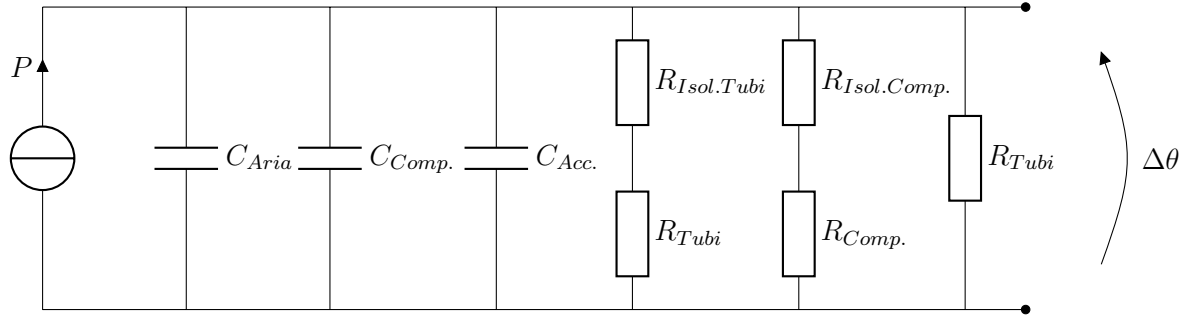 P
C_{Aria}
C_{Comp.}
C_{Acc.}
R_{Isol.Tubi}
R_{Tubi}
R_{Isol.Comp.}
R_{Comp.}
R_{Tubi}
Δθ